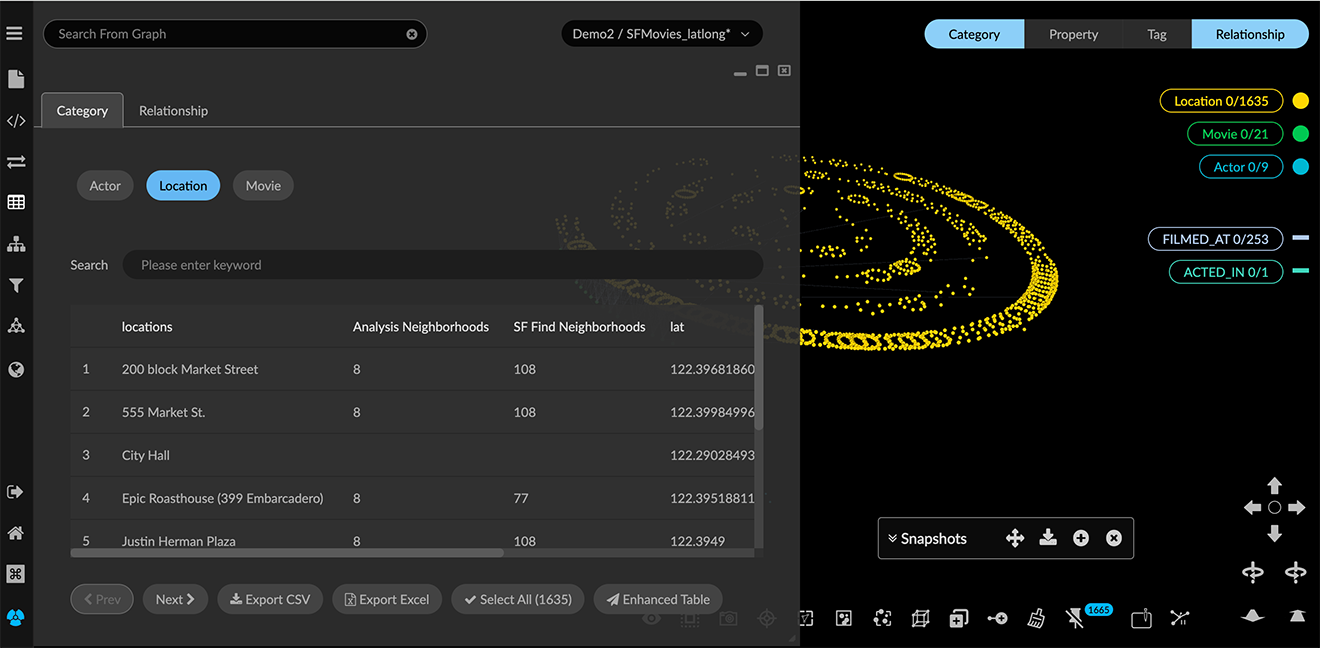 Search From Graph
Demo2 / SFMovies_latlong*
Category Property Tag Relationship
Category Relationship
Location 0/1635
Movie 0/21
Actor 0/9
Actor Location Movie
FILMED_AT 0/253
ACTED_IN 0/1
Search Please enter keyword
locations Analysis Neighborhoods SF Find Neighborhoods lat
1 200 block Market Street 8 108 122.39681860
2 555 Market St. 8 108 122.39984996
3 City Hall 122.29028493
4 Epic Roasthouse (399 Embarcadero) 8 77 122.39518811
5 Justin Herman Plaza 8 108 122.3949
Snapshots
Prev Next Export CSV Export Excel Select All (1635) Enhanced Table
1665